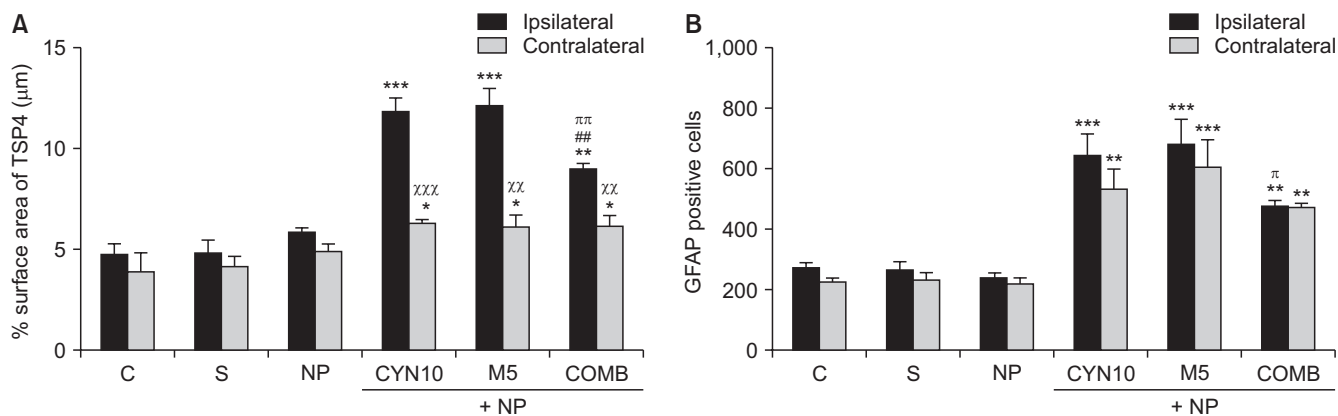 A
Ipsilateral
Contralateral
% surface area of TSP4 (μm)
15
10
5
0
***
***
ππ
##
**
χχχ
*
χχ
*
χχ
*
C S NP CYN10 M5 COMB
+ NP
B
Ipsilateral
Contralateral
GFAP positive cells
1,000
800
600
400
200
0
***
**
***
***
π
**
**
C S NP CYN10 M5 COMB
+ NP